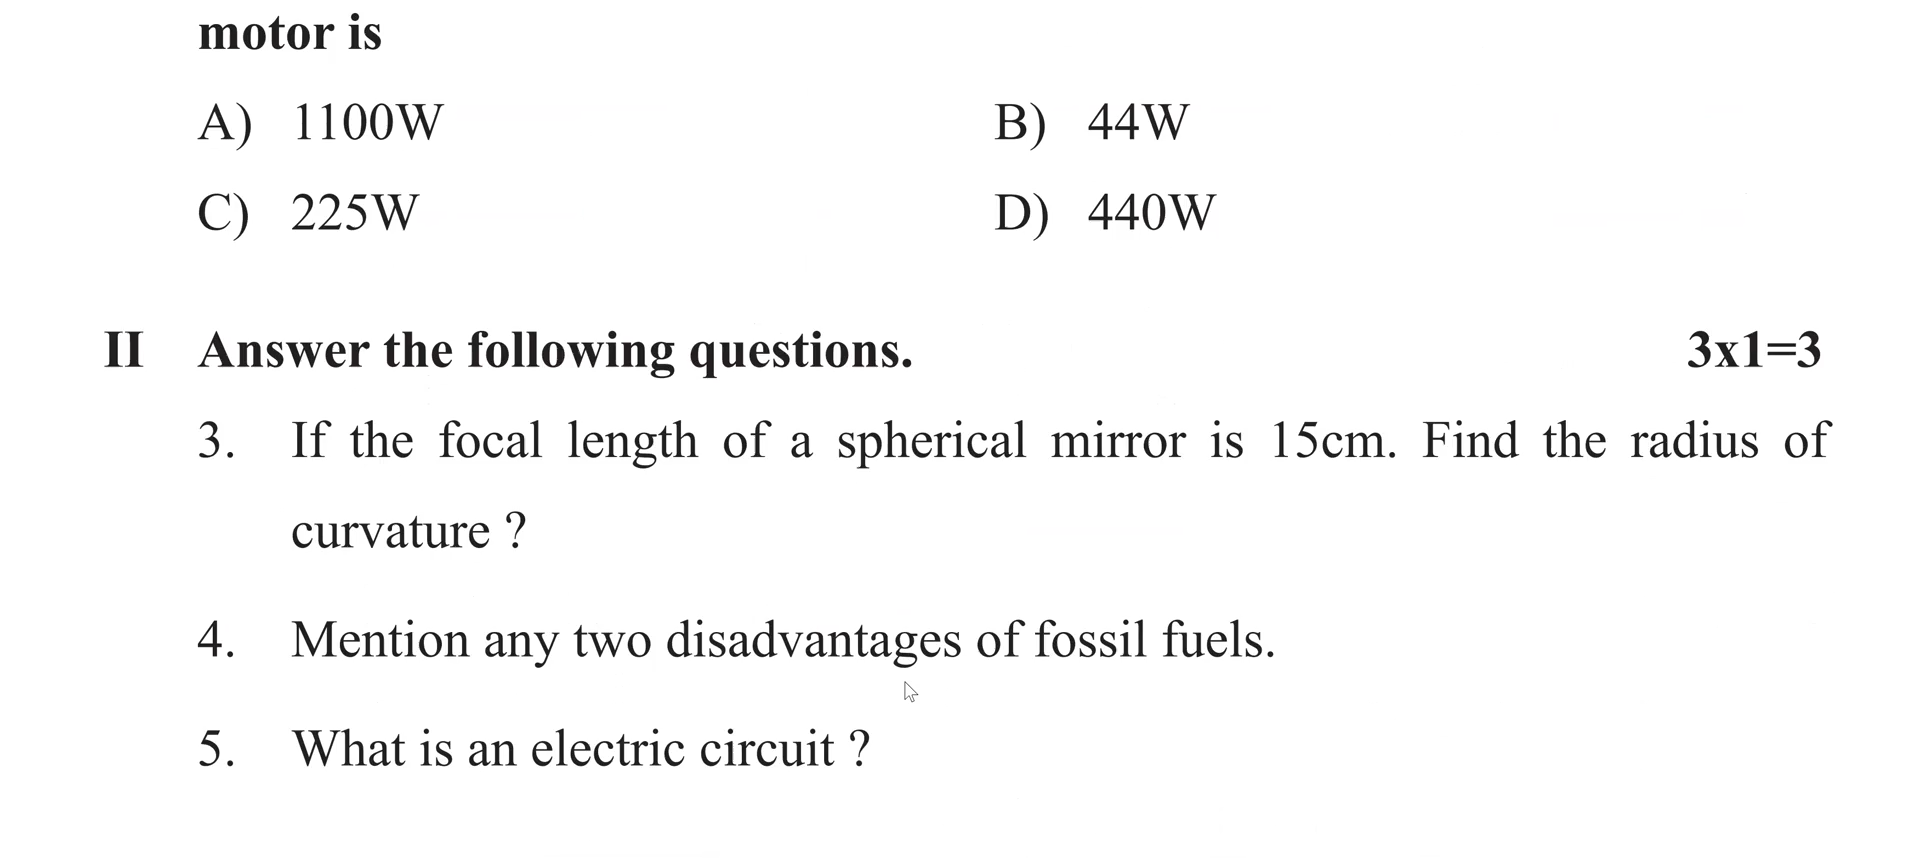 motor is
A) 1100W B) 44W
C) 225W D) 440W
II Answer the following questions. 3x1=3
3. If the focal length of a spherical mirror is 15cm. Find the radius of
curvature ?
4. Mention any two disadvantages of fossil fuels.
5. What is an electric circuit ?